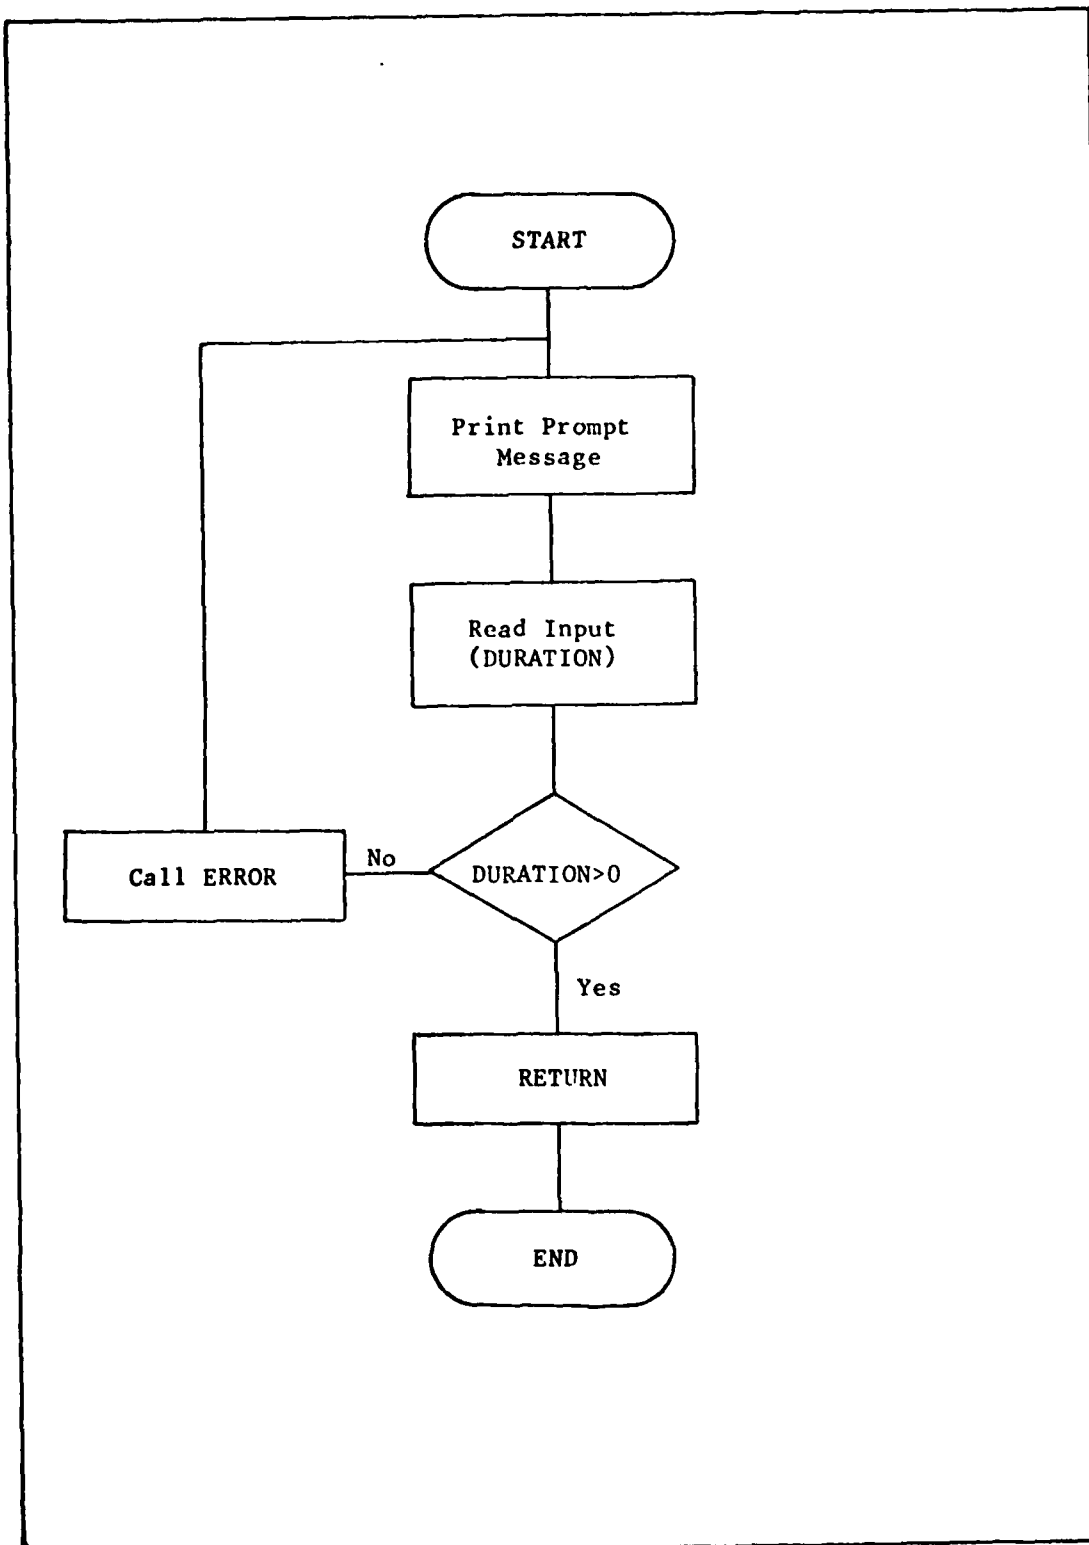 START
Print Prompt
Message
Read Input
(DURATION)
DURATION>0
No
Call ERROR
Yes
RETURN
END